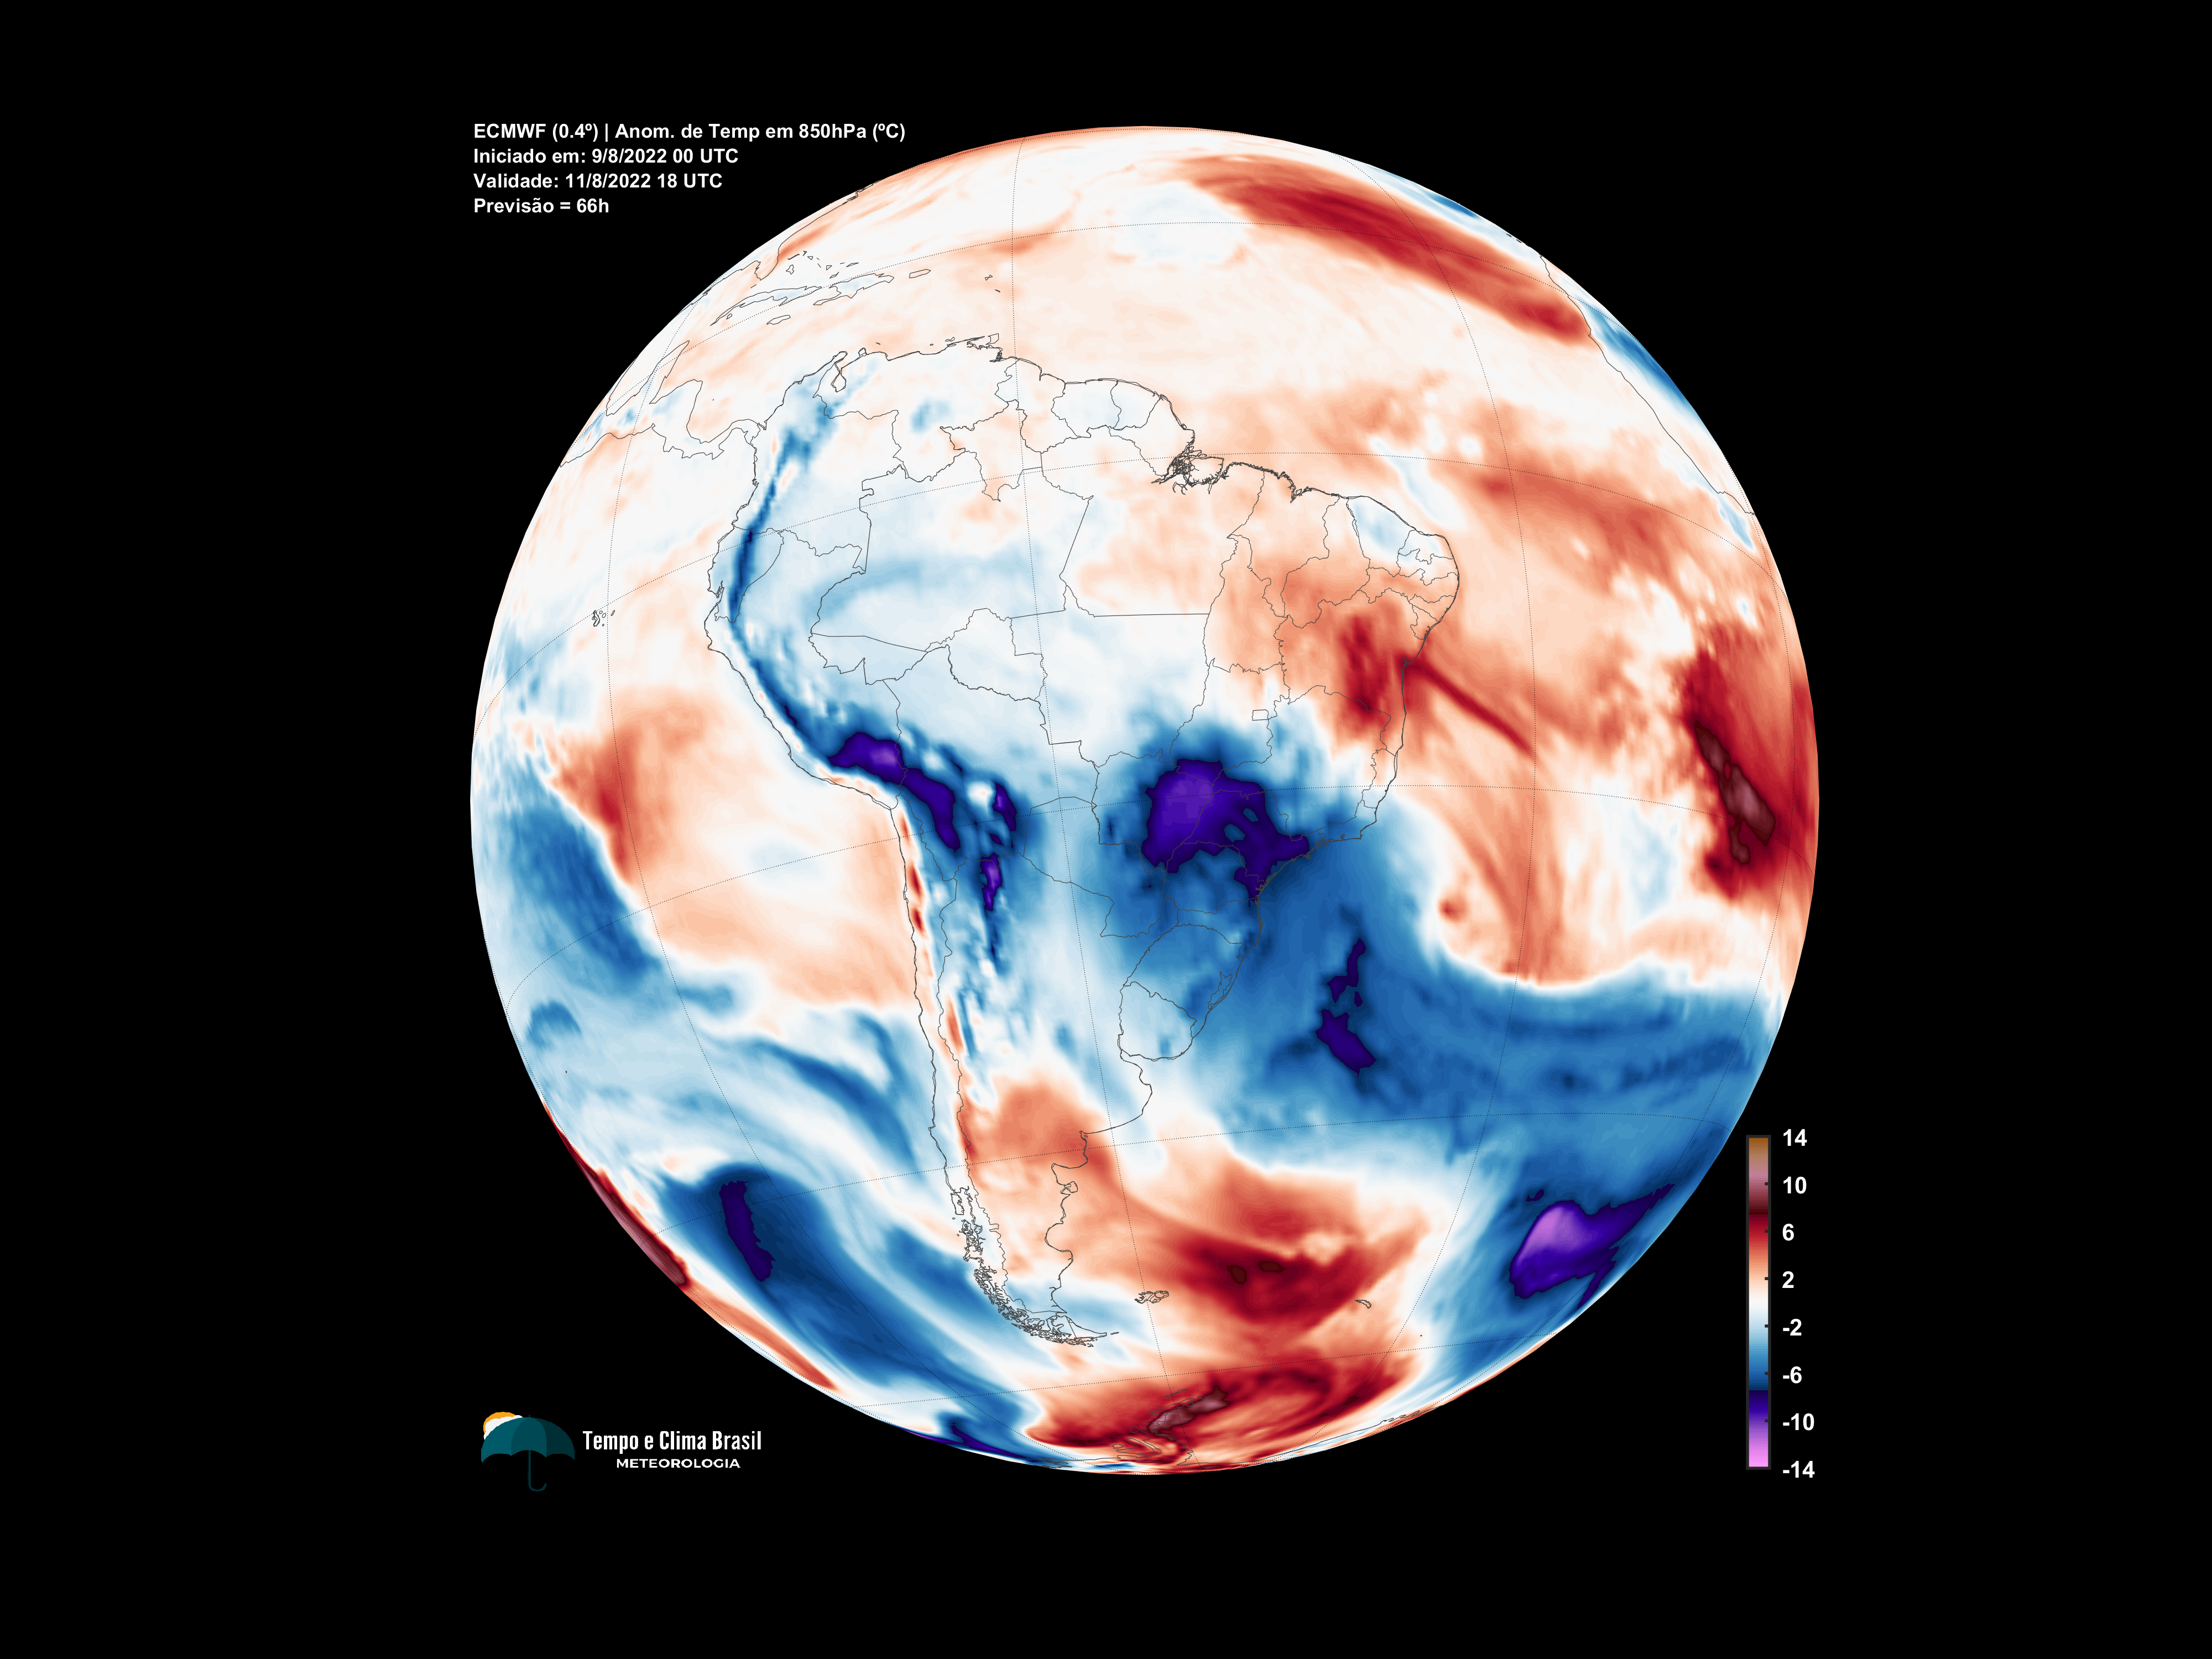 ECMWF (0.4º) | Anom. de Temp em 850hPa (ºC)
Iniciado em: 9/8/2022 00 UTC
Validade: 11/8/2022 18 UTC
Previsão = 66h
14
10
6
2
-2
-6
-10
-14
Tempo e Clima Brasil
METEOROLOGIA